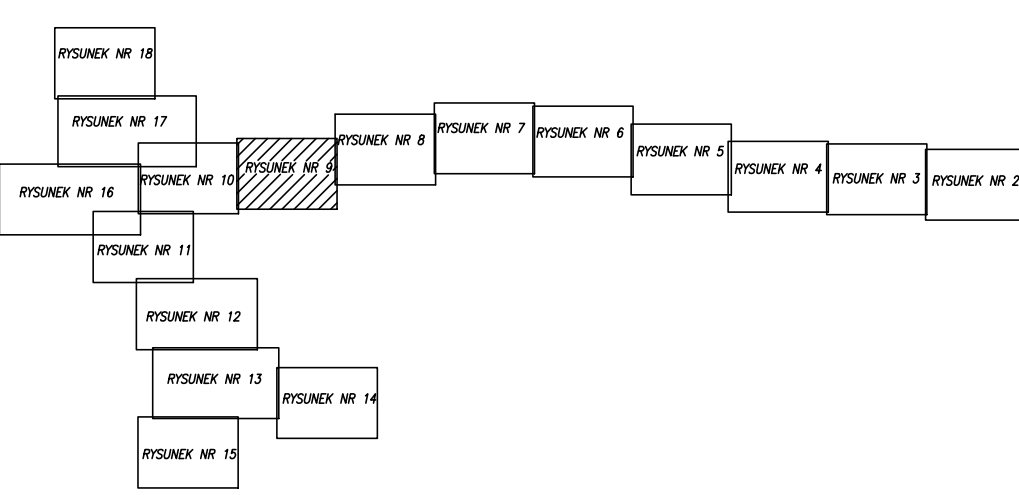 RYSUNEK NR 18
RYSUNEK NR 17
RYSUNEK NR 16
RYSUNEK NR 10
RYSUNEK NR 9
RYSUNEK NR 8
RYSUNEK NR 7
RYSUNEK NR 6
RYSUNEK NR 5
RYSUNEK NR 4
RYSUNEK NR 3
RYSUNEK NR 2
RYSUNEK NR 11
RYSUNEK NR 12
RYSUNEK NR 13
RYSUNEK NR 14
RYSUNEK NR 15